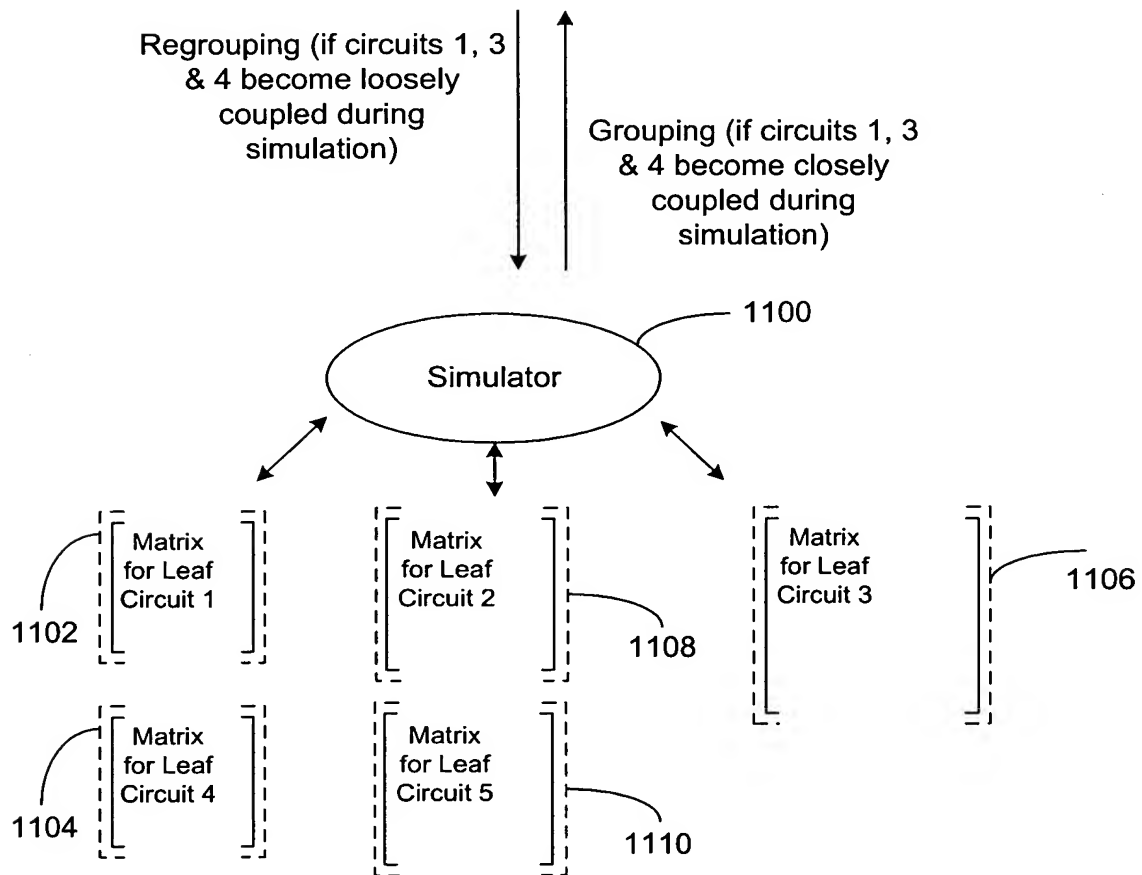 Regrouping (if circuits 1, 3
& 4 become loosely
coupled during
simulation)
Grouping (if circuits 1, 3
& 4 become closely
coupled during
simulation)
1100
Simulator
Matrix
for Leaf
Circuit 1
1102
Matrix
for Leaf
Circuit 2
1108
Matrix
for Leaf
Circuit 3
1106
Matrix
for Leaf
Circuit 4
1104
Matrix
for Leaf
Circuit 5
1110